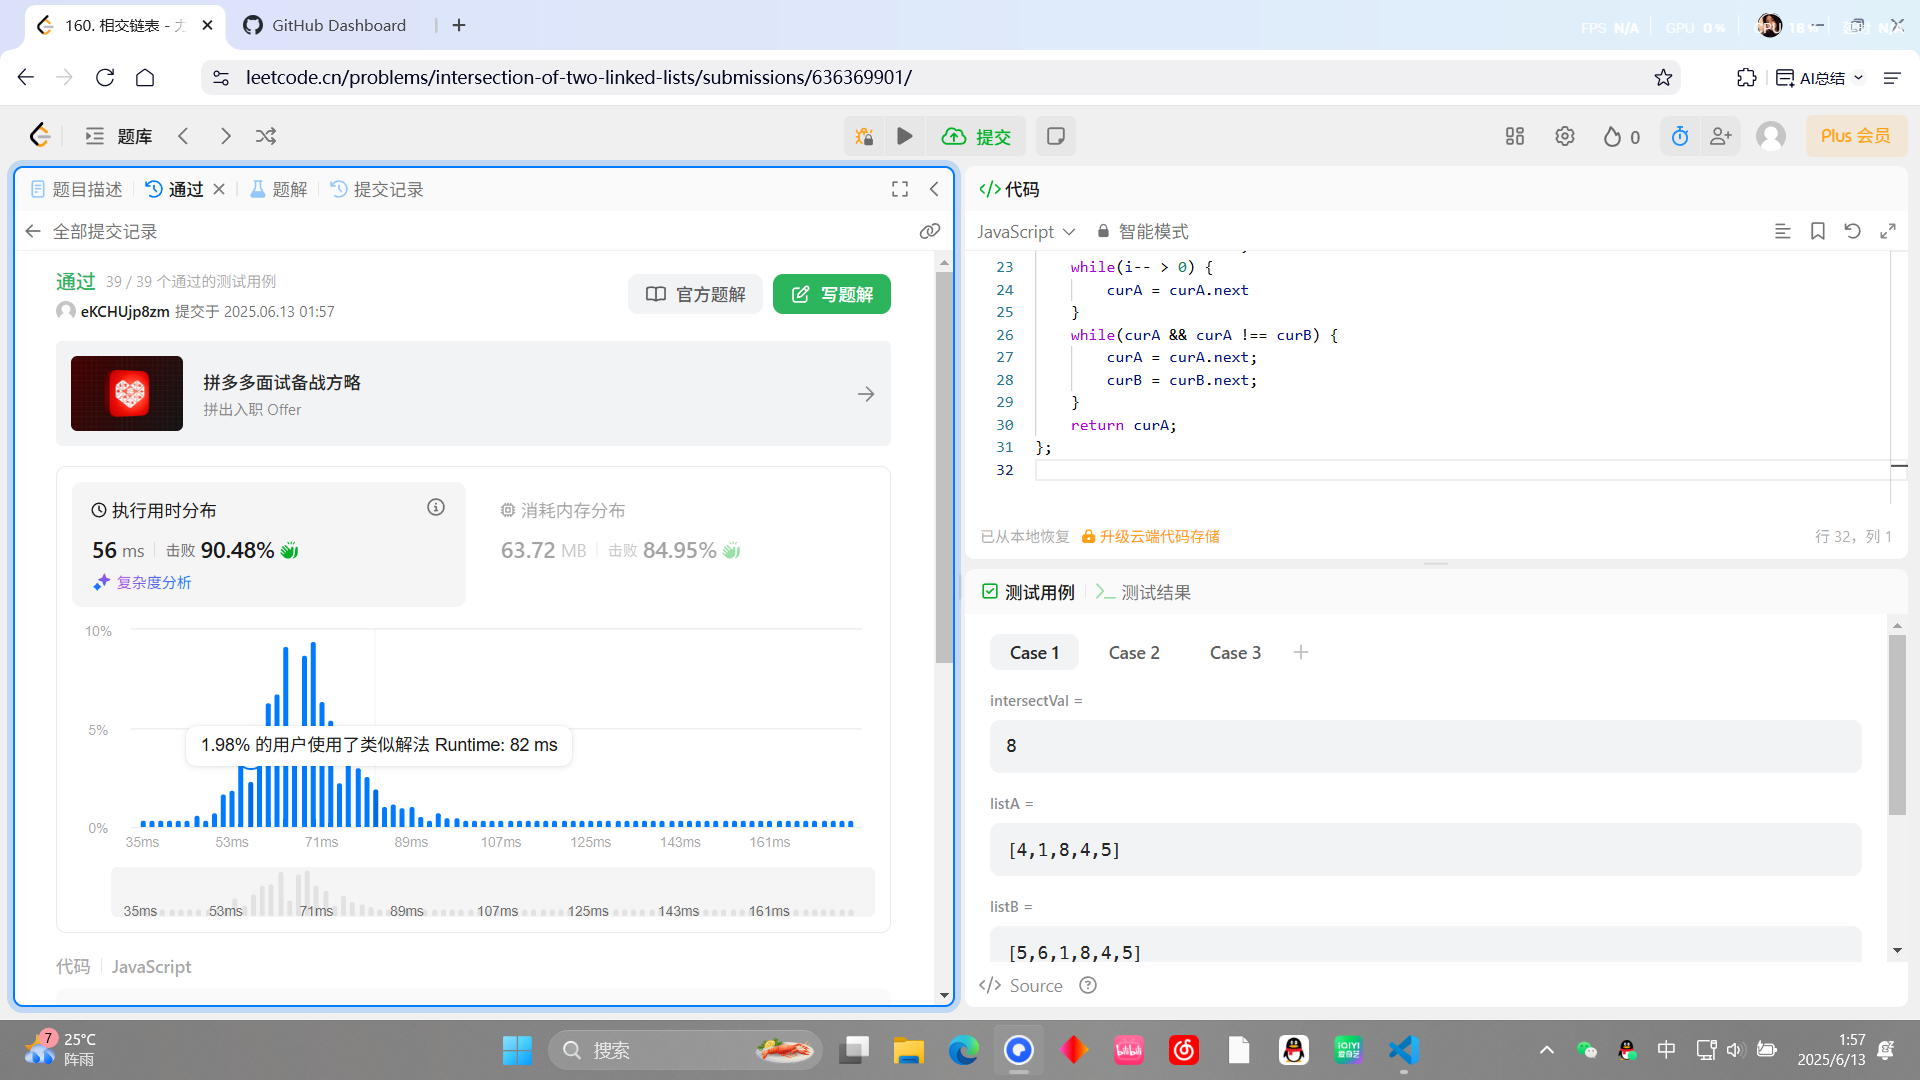 160. 相交链表 - 力
GitHub Dashboard
FPS N/A
GPU 0%
CPU 18%
N/A
leetcode.cn/problems/intersection-of-two-linked-lists/submissions/636369901/
AI总结
题库
提交
0
Plus 会员
题目描述
通过
题解
提交记录
全部提交记录
通过 39 / 39 个通过的测试用例
eKCHUjp8zm 提交于 2025.06.13 01:57
官方题解
写题解
拼多多面试备战方略
拼出入职 Offer
执行用时分布
56 ms 击败 90.48%
复杂度分析
消耗内存分布
63.72 MB 击败 84.95%
10%
5%
0%
1.98% 的用户使用了类似解法 Runtime: 82 ms
35ms 53ms 71ms 89ms 107ms 125ms 143ms 161ms
35ms 53ms 71ms 89ms 107ms 125ms 143ms 161ms
代码 JavaScript
代码
JavaScript 智能模式
23 while(i-- > 0) {
24 curA = curA.next
25 }
26 while(curA && curA !== curB) {
27 curA = curA.next;
28 curB = curB.next;
29 }
30 return curA;
31 };
32
已从本地恢复 升级云端代码存储
行 32，列 1
测试用例
测试结果
Case 1 Case 2 Case 3
intersectVal =
8
listA =
[4,1,8,4,5]
listB =
[5,6,1,8,4,5]
Source
7
25°C
阵雨
搜索
bilibili
iQIYI
爱奇艺
中
1:57
2025/6/13